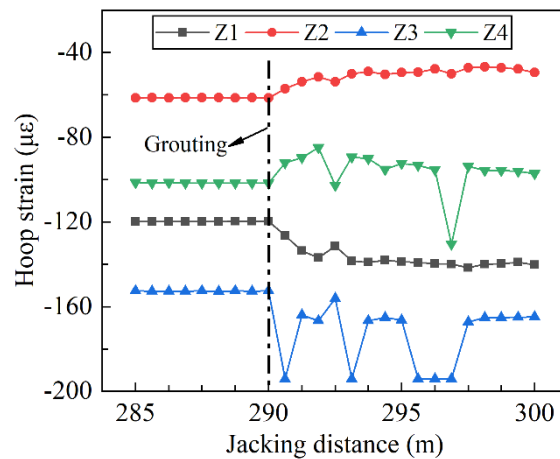 Z1 Z2 Z3 Z4
-40
-80
-120
-160
-200
Hoop strain (με)
Grouting
285 290 295 300
Jacking distance (m)